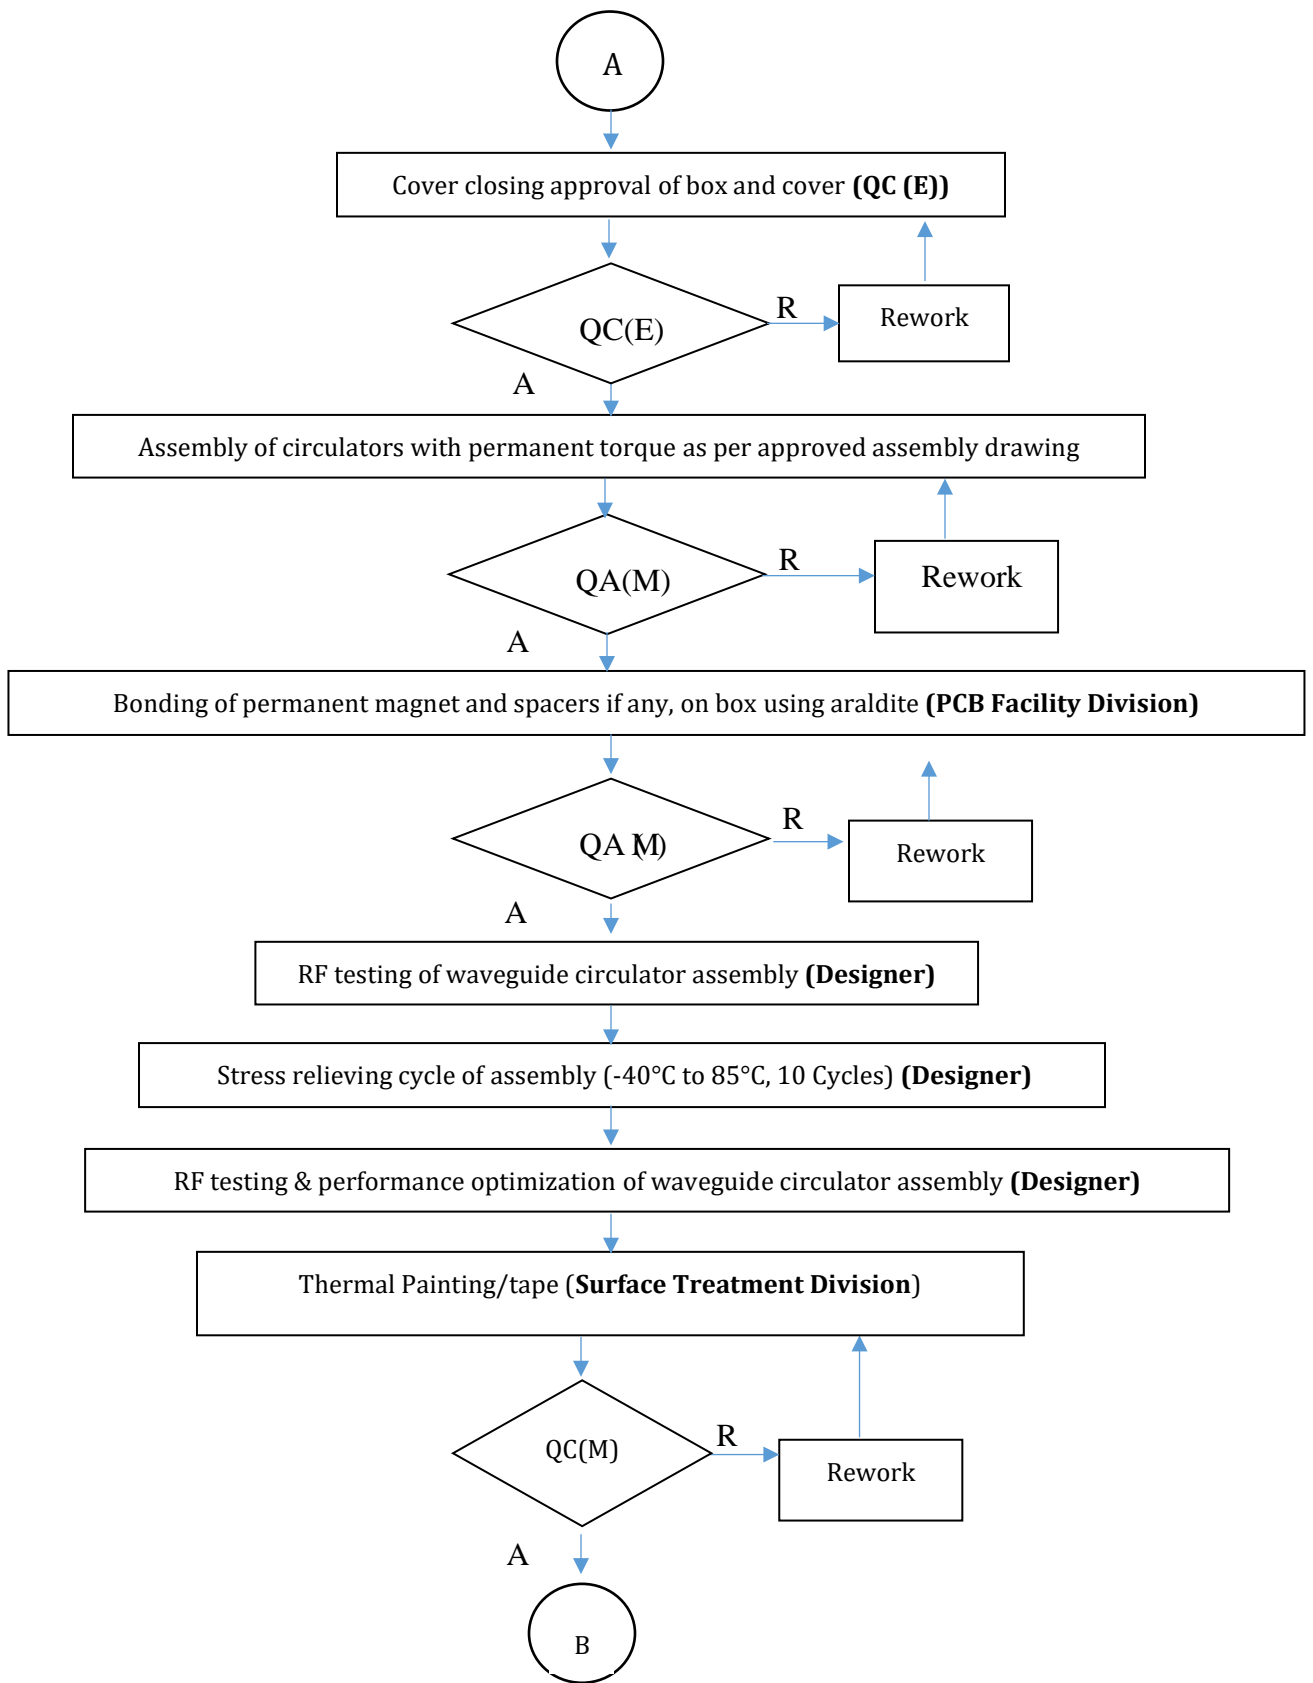 A
Cover closing approval of box and cover (QC (E))
QC(E)
R
Rework
A
Assembly of circulators with permanent torque as per approved assembly drawing
QA(M)
R
Rework
A
Bonding of permanent magnet and spacers if any, on box using araldite (PCB Facility Division)
QA(M)
R
Rework
A
RF testing of waveguide circulator assembly (Designer)
Stress relieving cycle of assembly (-40°C to 85°C, 10 Cycles) (Designer)
RF testing & performance optimization of waveguide circulator assembly (Designer)
Thermal Painting/tape (Surface Treatment Division)
QC(M)
R
Rework
A
B